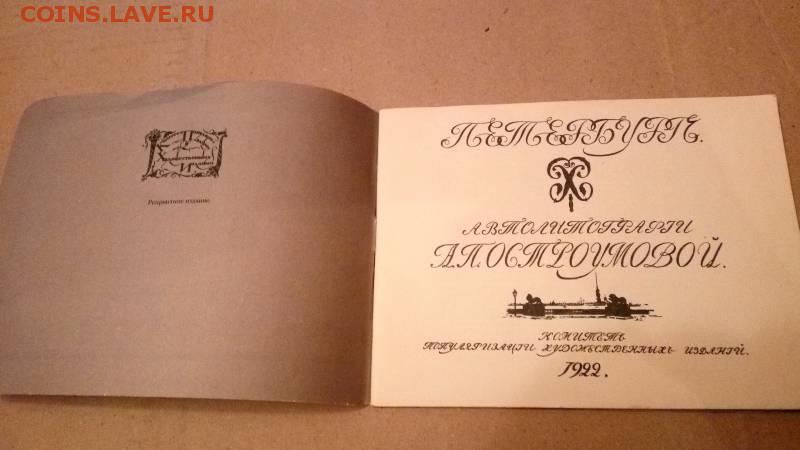 COINS.LAVE.RU
Репринтное издание
ПЕТЕРБУРГЪ.
АВТОЛИТОГРАФІИ
А.П. ОСТРОУМОВОЙ.
КОМИТЕТЪ
ПОПУЛЯРИЗАЦІИ ХУДОЖЕСТВЕННЫХЪ ИЗДАНІЙ.
1922.